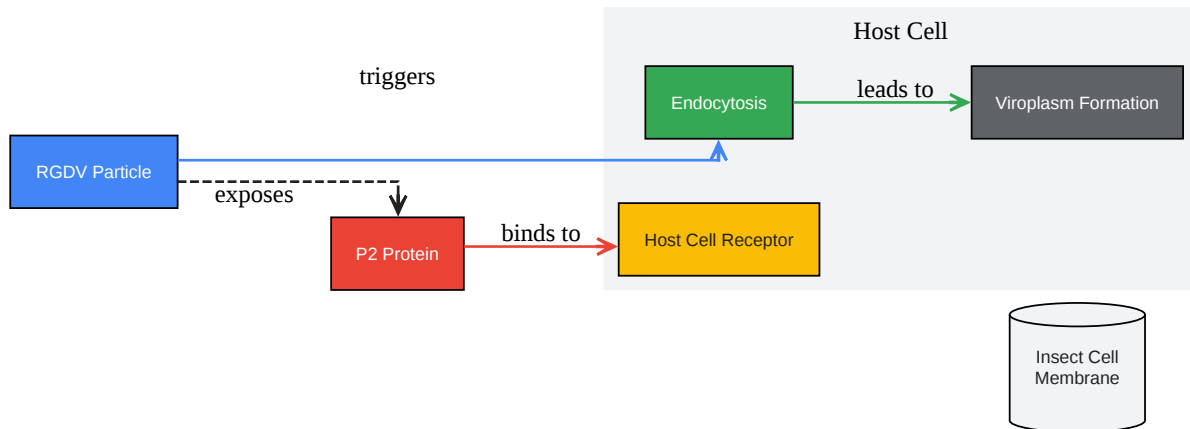 Host Cell
triggers
Endocytosis
leads to
Viroplasm Formation
RGDV Particle
exposes
P2 Protein
binds to
Host Cell Receptor
Insect Cell
Membrane